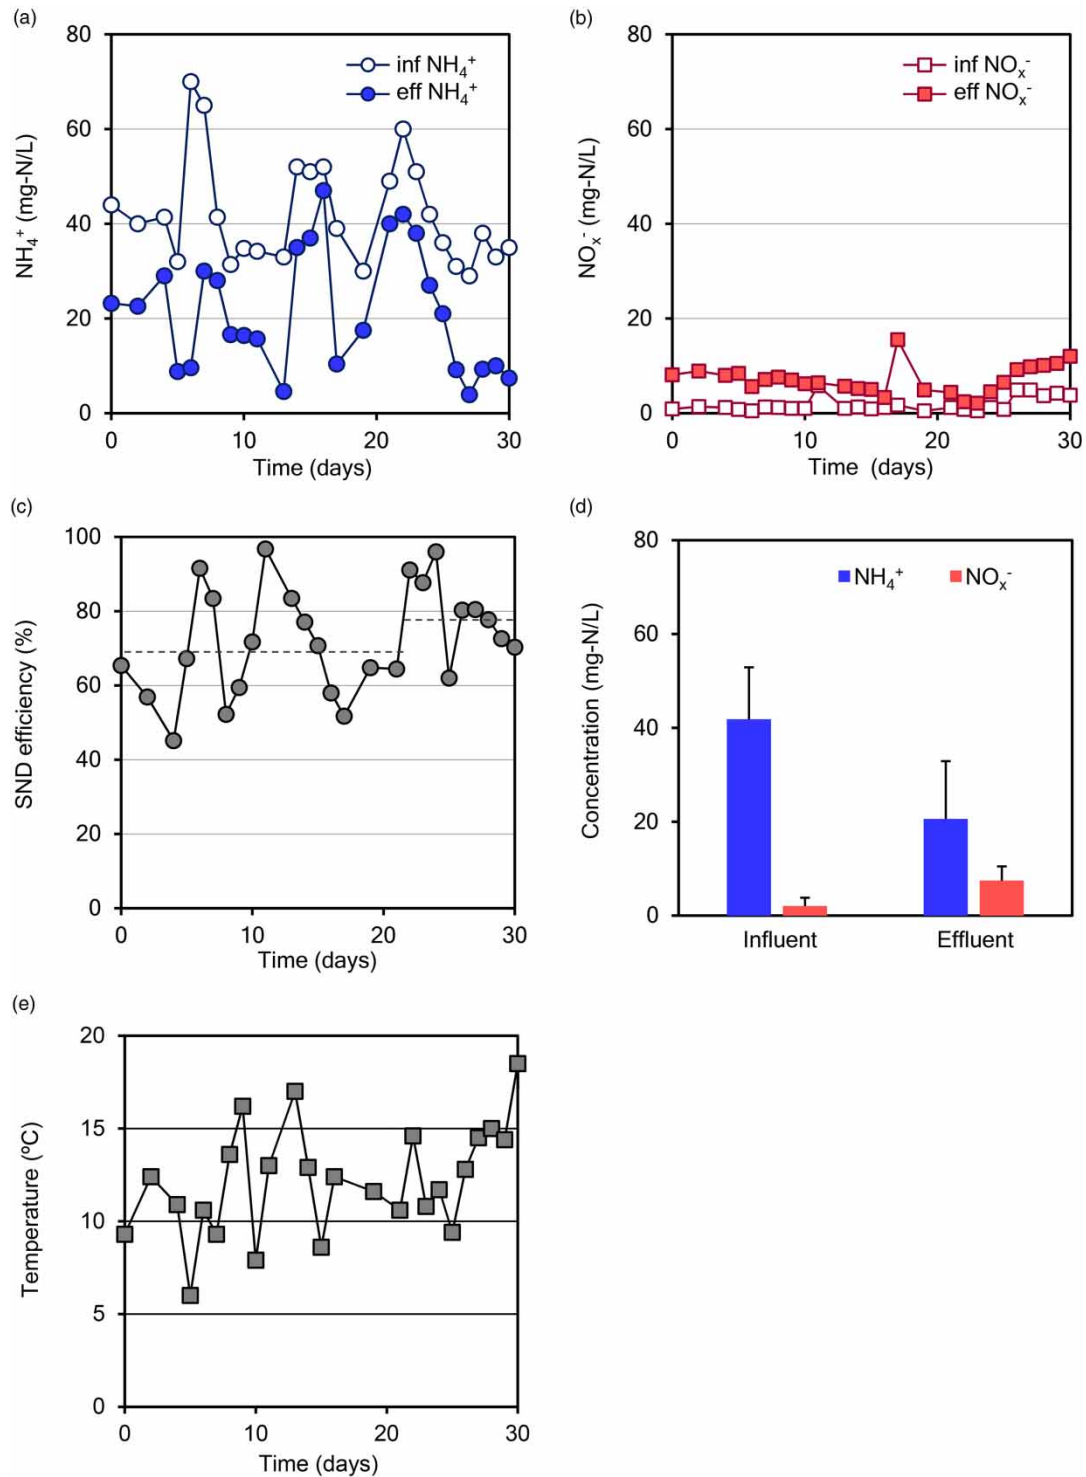 (a)
80
60
40
20
0
NH₄⁺ (mg-N/L)
inf NH₄⁺
eff NH₄⁺
0 10 20 30
Time (days)
(b)
80
60
40
20
0
NOₓ⁻ (mg-N/L)
inf NOₓ⁻
eff NOₓ⁻
0 10 20 30
Time (days)
(c)
100
80
60
40
20
0
SND efficiency (%)
0 10 20 30
Time (days)
(d)
80
60
40
20
0
Concentration (mg-N/L)
NH₄⁺ NOₓ⁻
Influent Effluent
(e)
20
15
10
5
0
Temperature (ºC)
0 10 20 30
Time (days)